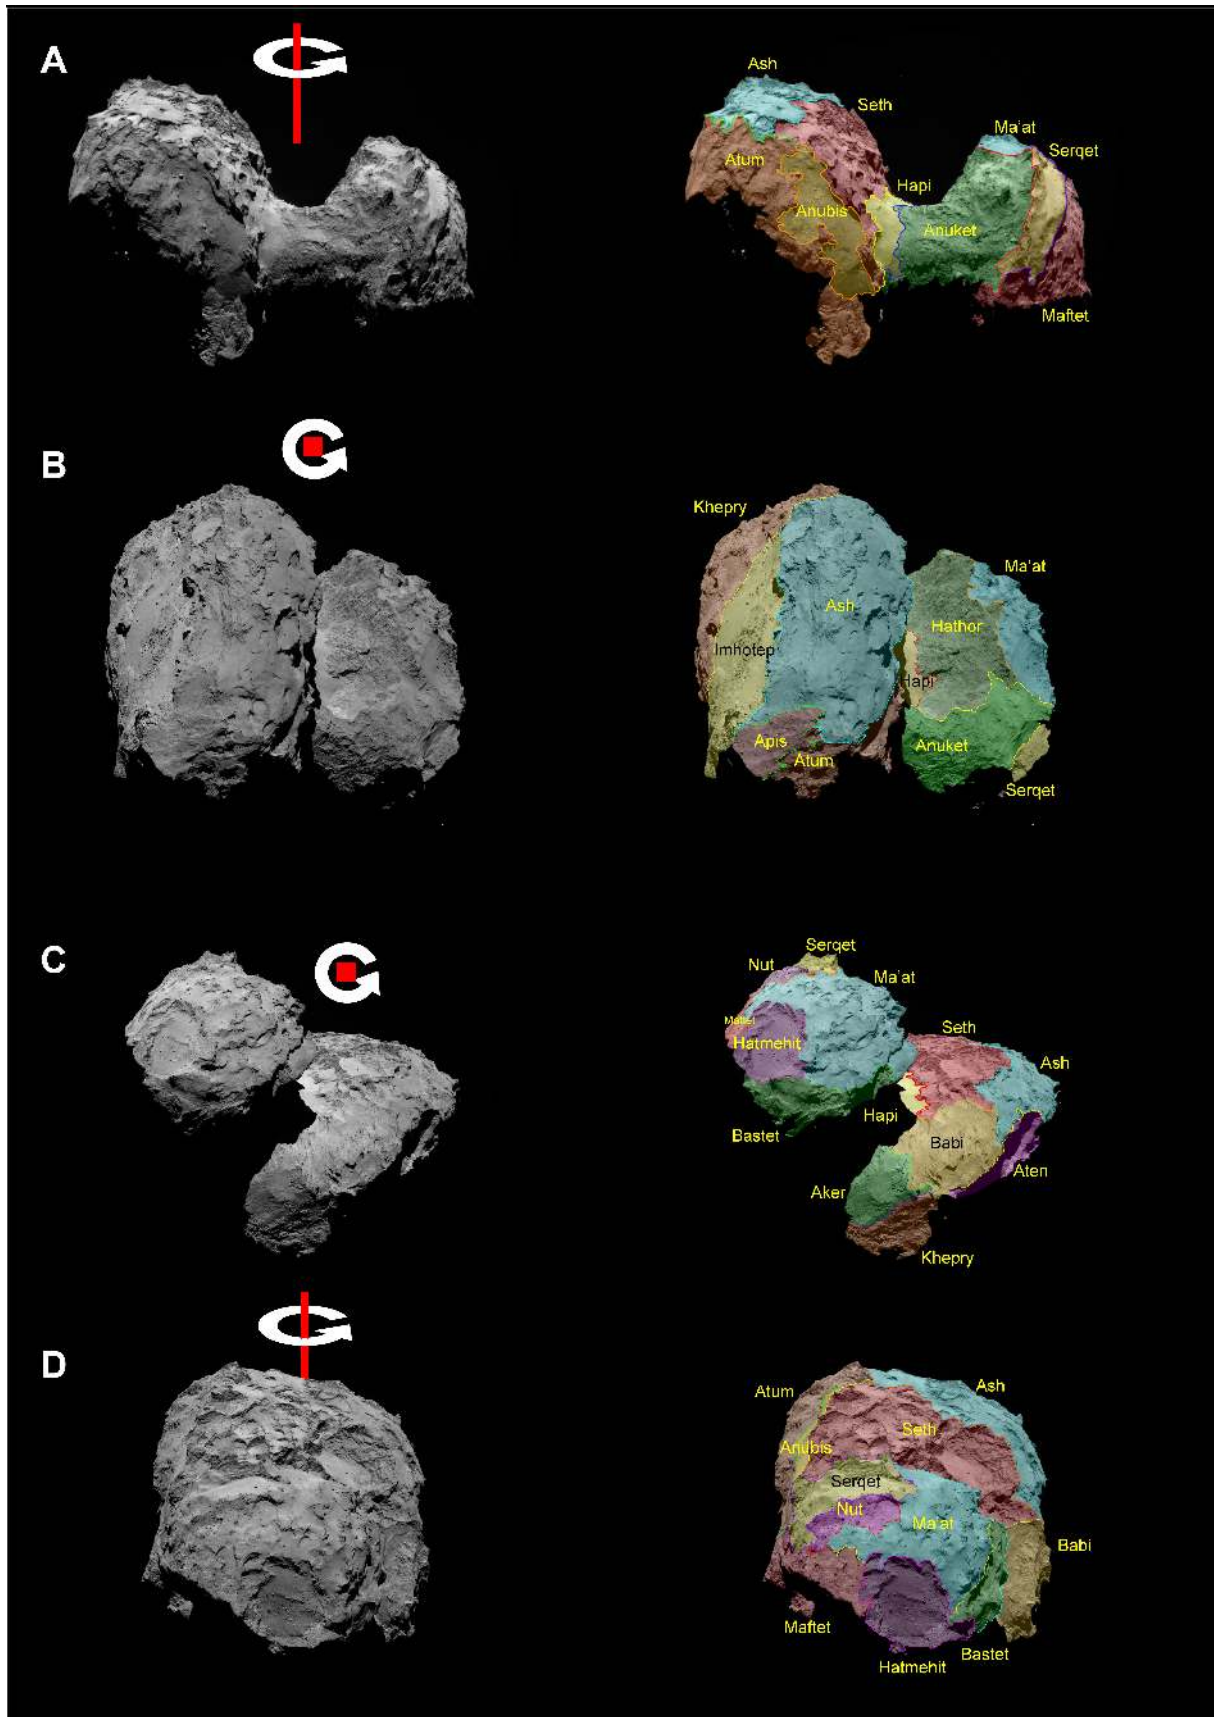 A
Ash
Seth
Ma'at
Serqet
Atum
Hapi
Anubis
Anuket
Maftet
B
Khepry
Ma'at
Ash
Hathor
Imhotep
Hapi
Apis
Anuket
Atum
Serqet
C
Serqet
Nut
Ma'at
Maftet
Seth
Hatmehit
Ash
Hapi
Bastet
Babi
Aten
Aker
Khepry
D
Ash
Atum
Seth
Anubis
Serqet
Nut
Ma'at
Babi
Maftet
Bastet
Hatmehit